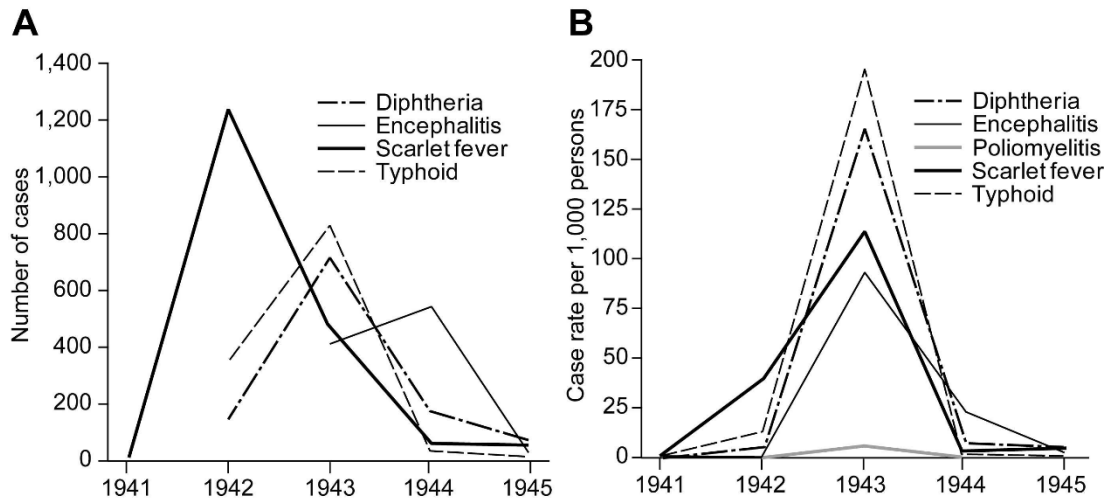 A
Number of cases
1,400
1,200
1,000
800
600
400
200
0
1941 1942 1943 1944 1945
Diphtheria
Encephalitis
Scarlet fever
Typhoid
B
Case rate per 1,000 persons
200
175
150
125
100
75
50
25
0
1941 1942 1943 1944 1945
Diphtheria
Encephalitis
Poliomyelitis
Scarlet fever
Typhoid